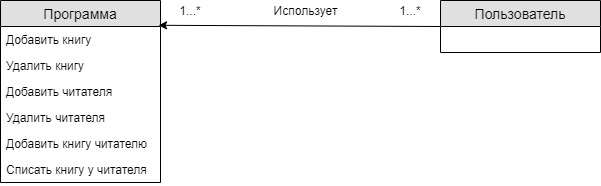 Программа
1...*
Использует
1...*
Пользователь
Добавить книгу
Удалить книгу
Добавить читателя
Удалить читателя
Добавить книгу читателю
Списать книгу у читателя